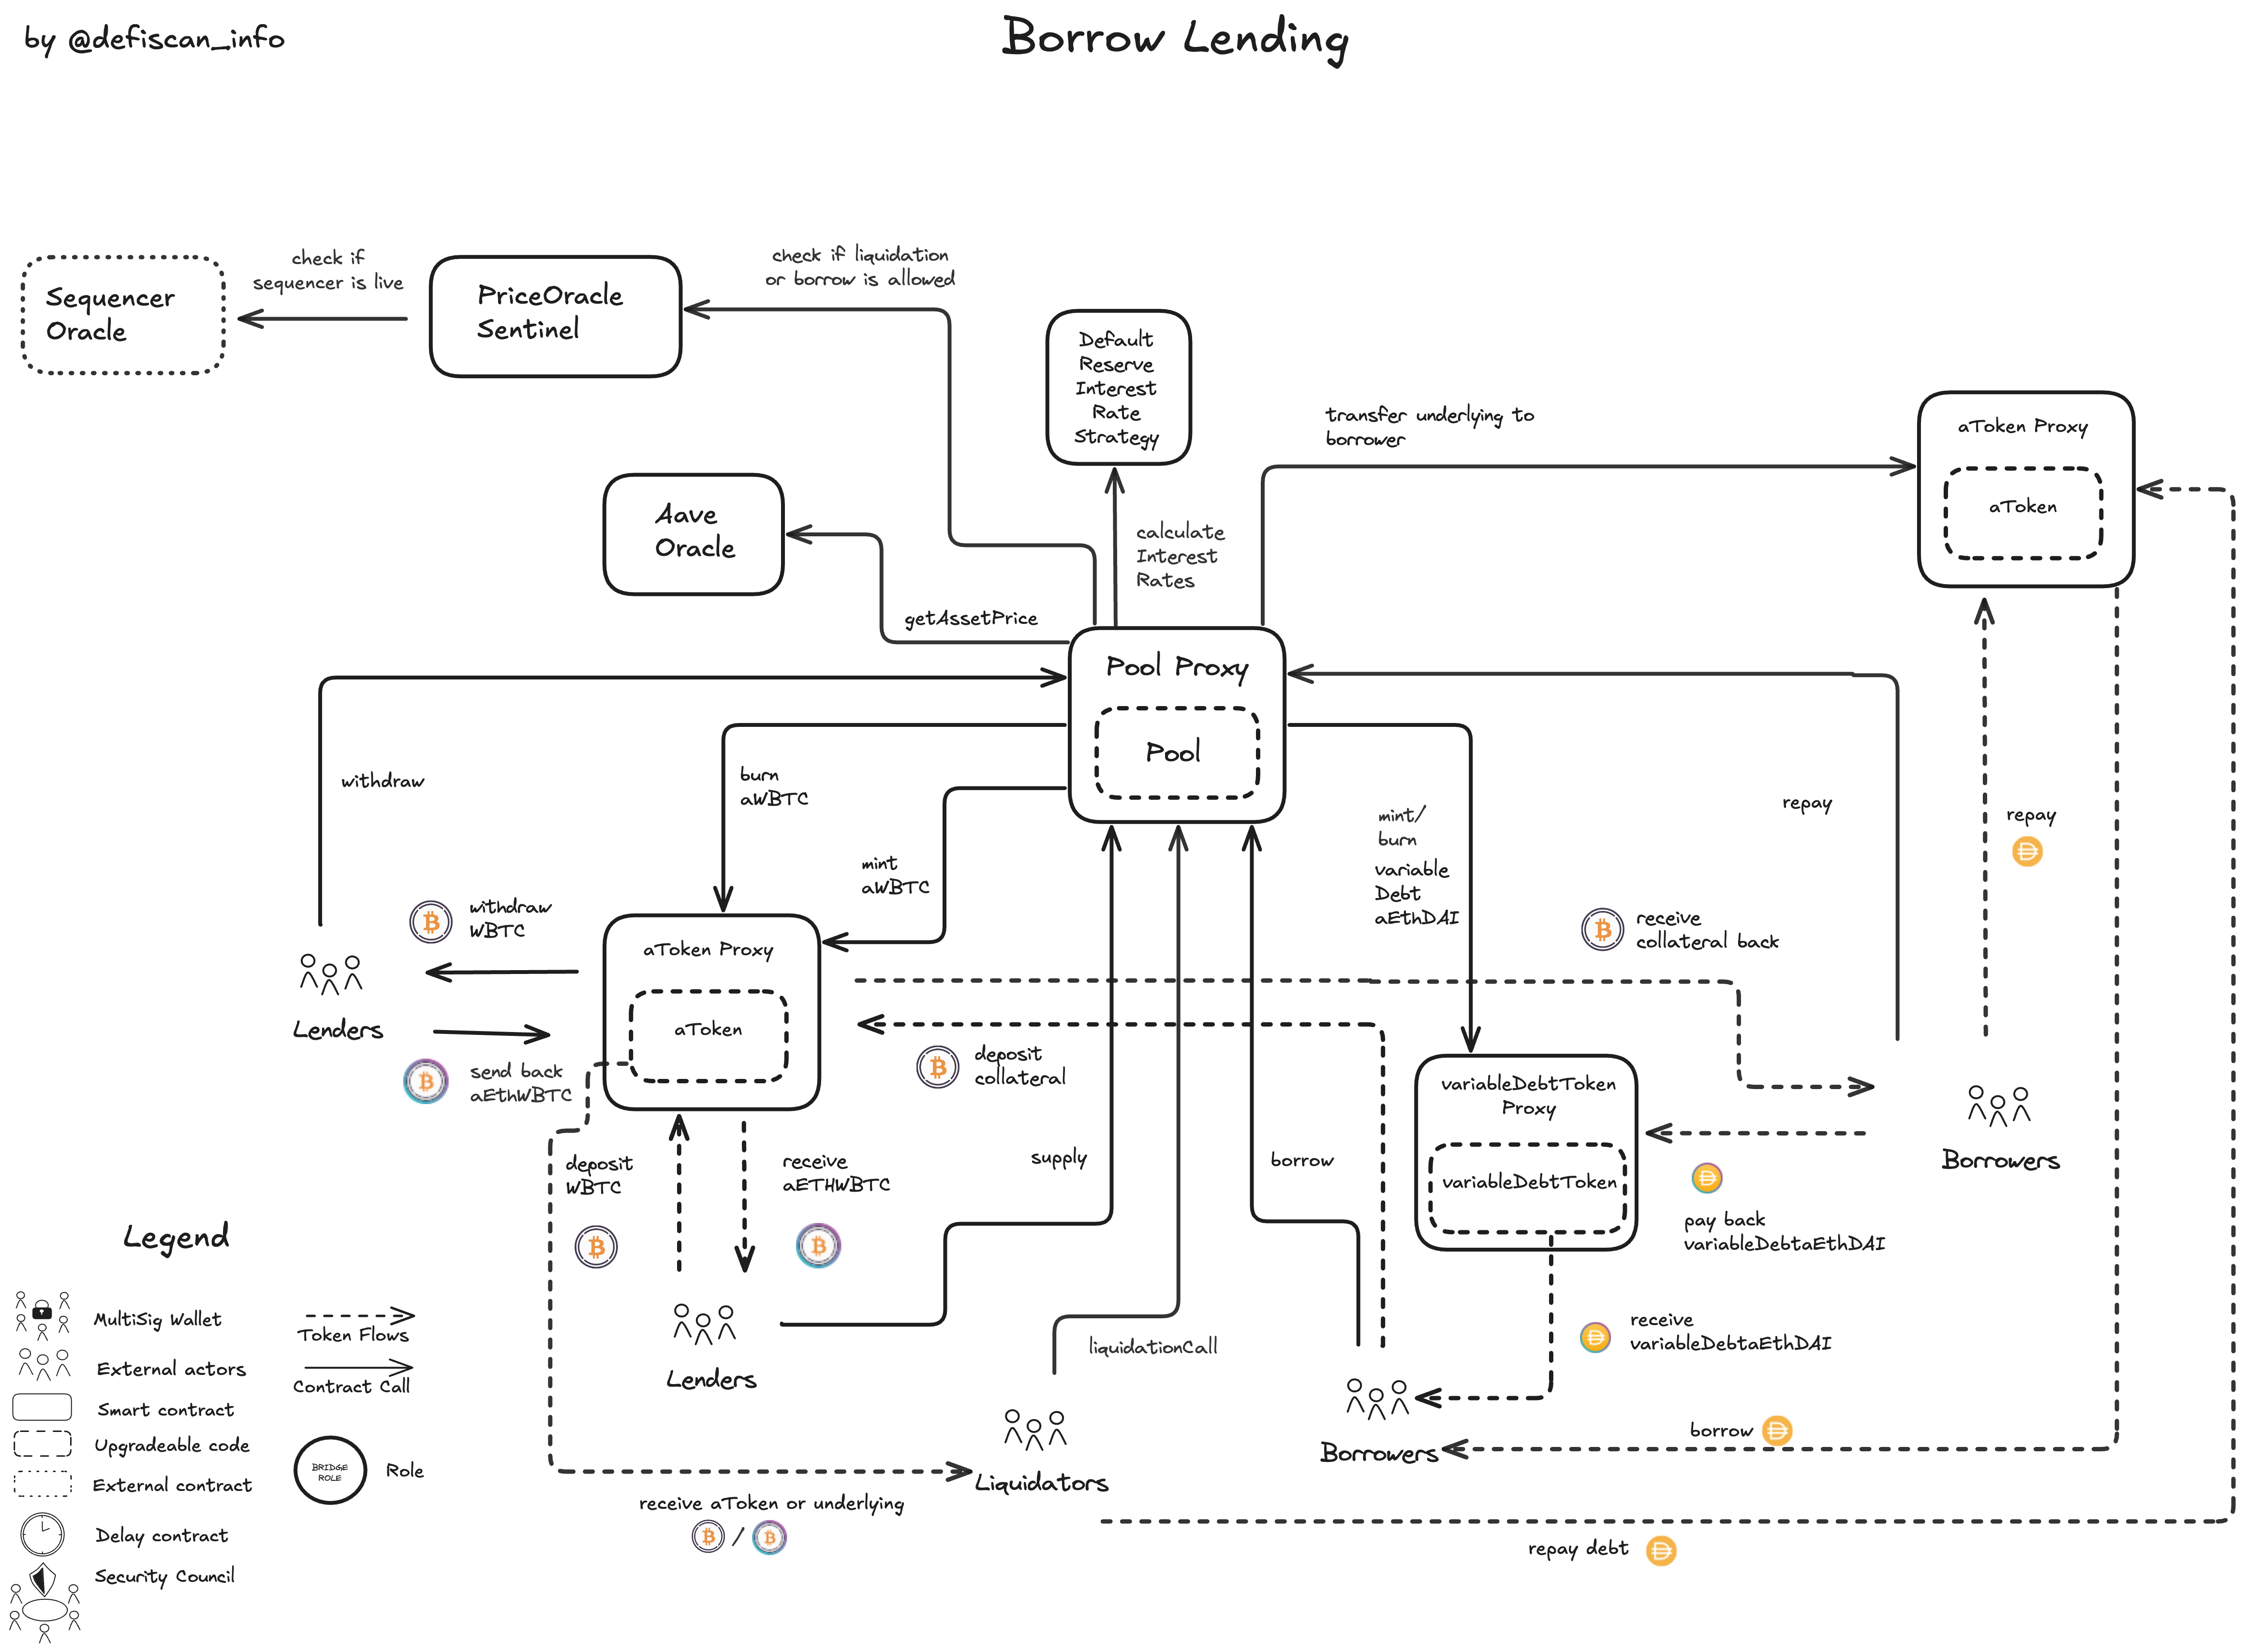 by @defiscan_info
Borrow Lending
Sequencer
Oracle
check if
sequencer is live
PriceOracle
Sentinel
check if liquidation
or borrow is allowed
Default
Reserve
Interest
Rate
Strategy
transfer underlying to
borrower
aToken Proxy
aToken
Aave
Oracle
calculate
Interest
Rates
getAssetPrice
Pool Proxy
Pool
withdraw
burn
aWBTC
mint
aWBTC
mint/
burn
variable
Debt
aEthDAI
repay
repay
withdraw
WBTC
aToken Proxy
aToken
receive
collateral back
Lenders
send back
aEthWBTC
deposit
collateral
variableDebtToken
Proxy
variableDebtToken
Borrowers
deposit
WBTC
receive
aETHWBTC
supply
borrow
pay back
variableDebtaEthDAI
Lenders
liquidationCall
receive
variableDebtaEthDAI
Borrowers
borrow
Liquidators
receive aToken or underlying
/
repay debt
Legend
MultiSig Wallet
External actors
Smart contract
Upgradeable code
External contract
Delay contract
Security Council
Token Flows
Contract Call
BRIDGE
ROLE
Role